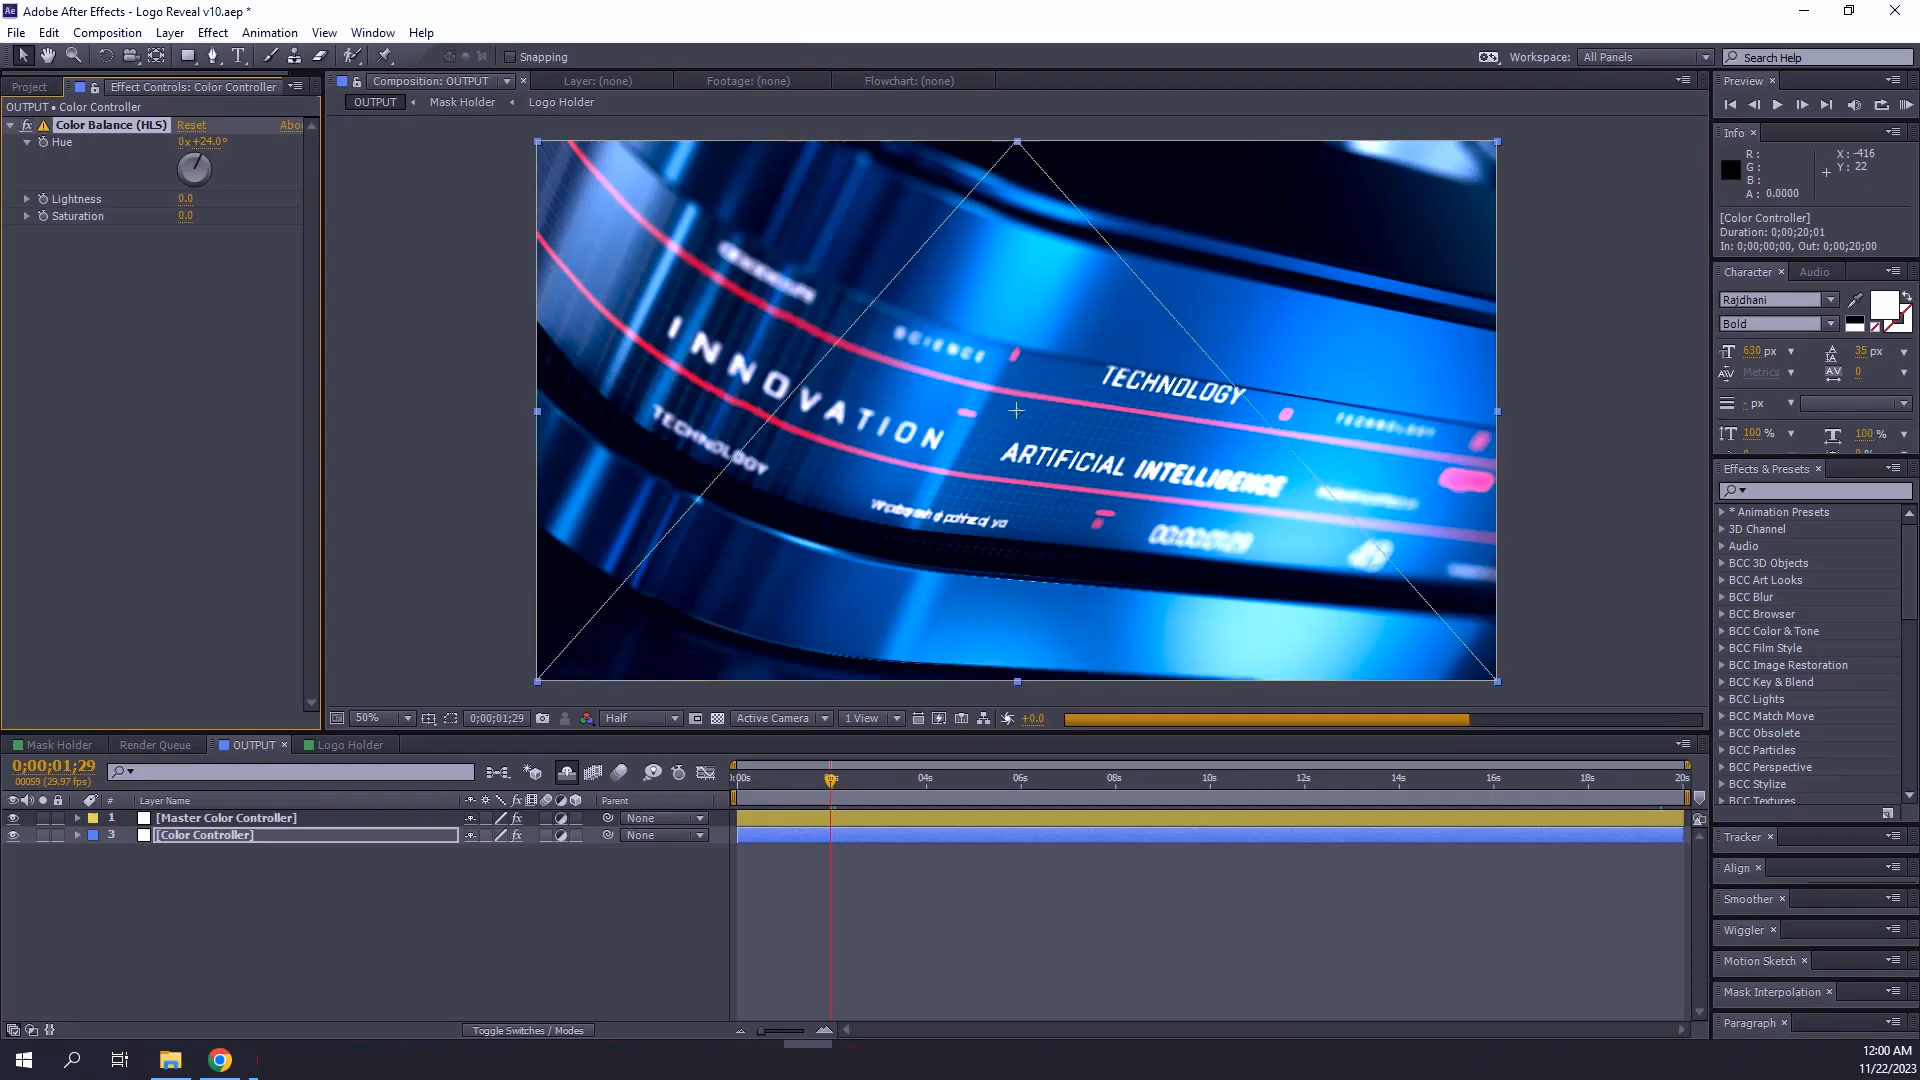 Adobe After Effects - Logo Reveal v10.aep *
File Edit Composition Layer Effect Animation View Window Help
Snapping
Workspace: All Panels
Search Help
Project
Effect Controls: Color Controller
OUTPUT • Color Controller
Color Balance (HLS) Reset Abou
Hue 0x+24.0°
Lightness 0.0
Saturation 0.0
Composition: OUTPUT
Layer: (none)
Footage: (none)
Flowchart: (none)
OUTPUT Mask Holder Logo Holder
SCIENCE
TECHNOLOGY
TECHNOLOGY
INNOVATION
TECHNOLOGY
ARTIFICIAL INTELLIGENCE
00:00:01:29
50% 0;00;01;29 Half Active Camera 1 View +0.0
Preview
Info
R :
G :
B :
A : 0.0000
X : -416
Y : 22
[Color Controller]
Duration: 0;00;20;01
In: 0;00;00;00, Out: 0;00;20;00
Character Audio
Rajdhani
Bold
630 px 35 px
Metrics 0
- px
100 % 100 %
Effects & Presets
* Animation Presets
3D Channel
Audio
BCC 3D Objects
BCC Art Looks
BCC Blur
BCC Browser
BCC Color & Tone
BCC Film Style
BCC Image Restoration
BCC Key & Blend
BCC Lights
BCC Match Move
BCC Obsolete
BCC Particles
BCC Perspective
BCC Stylize
BCC Textures
Tracker
Align
Smoother
Wiggler
Motion Sketch
Mask Interpolation
Paragraph
Mask Holder Render Queue OUTPUT Logo Holder
0;00;01;29
00059 (29.97 fps)
# Layer Name Parent
1 [Master Color Controller] None
3 [Color Controller] None
:00s 04s 06s 08s 10s 12s 14s 16s 18s 20s
Toggle Switches / Modes
12:00 AM
11/22/2023